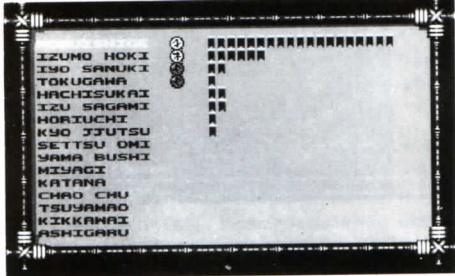 IZUMO HOKI
IYO SANUKI
TOKUGAWA
HACHISUKAI
IZU SAGAMI
HORIUCHI
KYO JJUTSU
SETTSU OMI
YAMA BUSHI
MIYAGI
KATANA
CHAO CHU
TSUYAMAO
KIKKAWAI
ASHIGARU